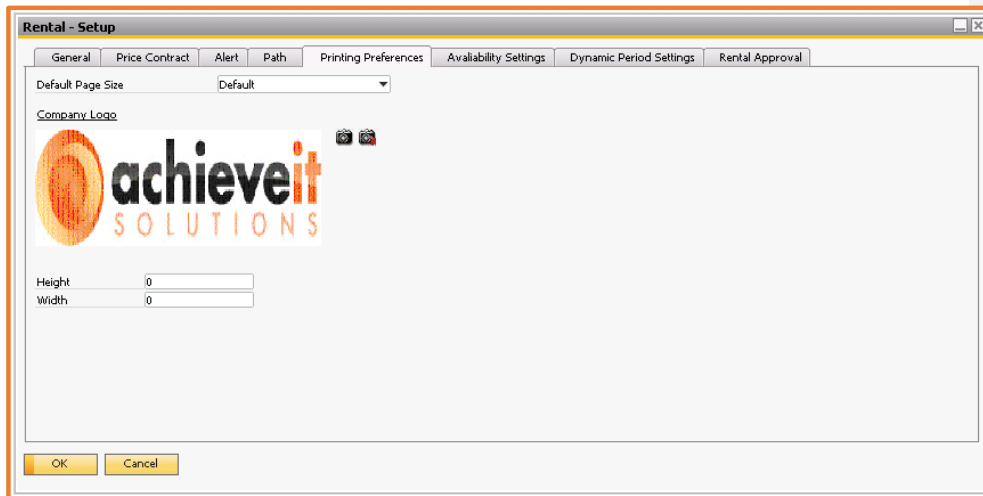 Rental - Setup
General Price Contract Alert Path Printing Preferences Avaliability Settings Dynamic Period Settings Rental Approval
Default Page Size Default
Company Logo
achieveit
SOLUTIONS
Height 0
Width 0
OK Cancel